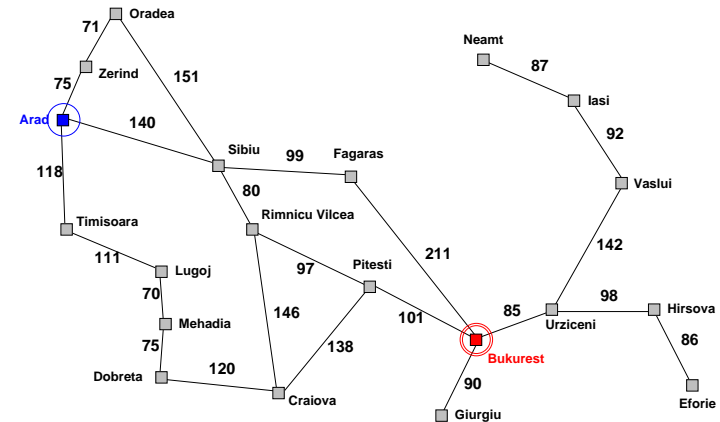 Oradea
71
Neamt
Zerind
87
75
151
Iasi
Arad
140
92
Sibiu
99
Fagaras
118
80
Vaslui
Timisoara
Rimnicu Vilcea
111
211
142
Lugoj
97
Pitesti
70
98
Hirsova
146
101
85
Mehadia
Urziceni
75
138
86
Bukurest
120
Dobreta
90
Craiova
Eforie
Giurgiu